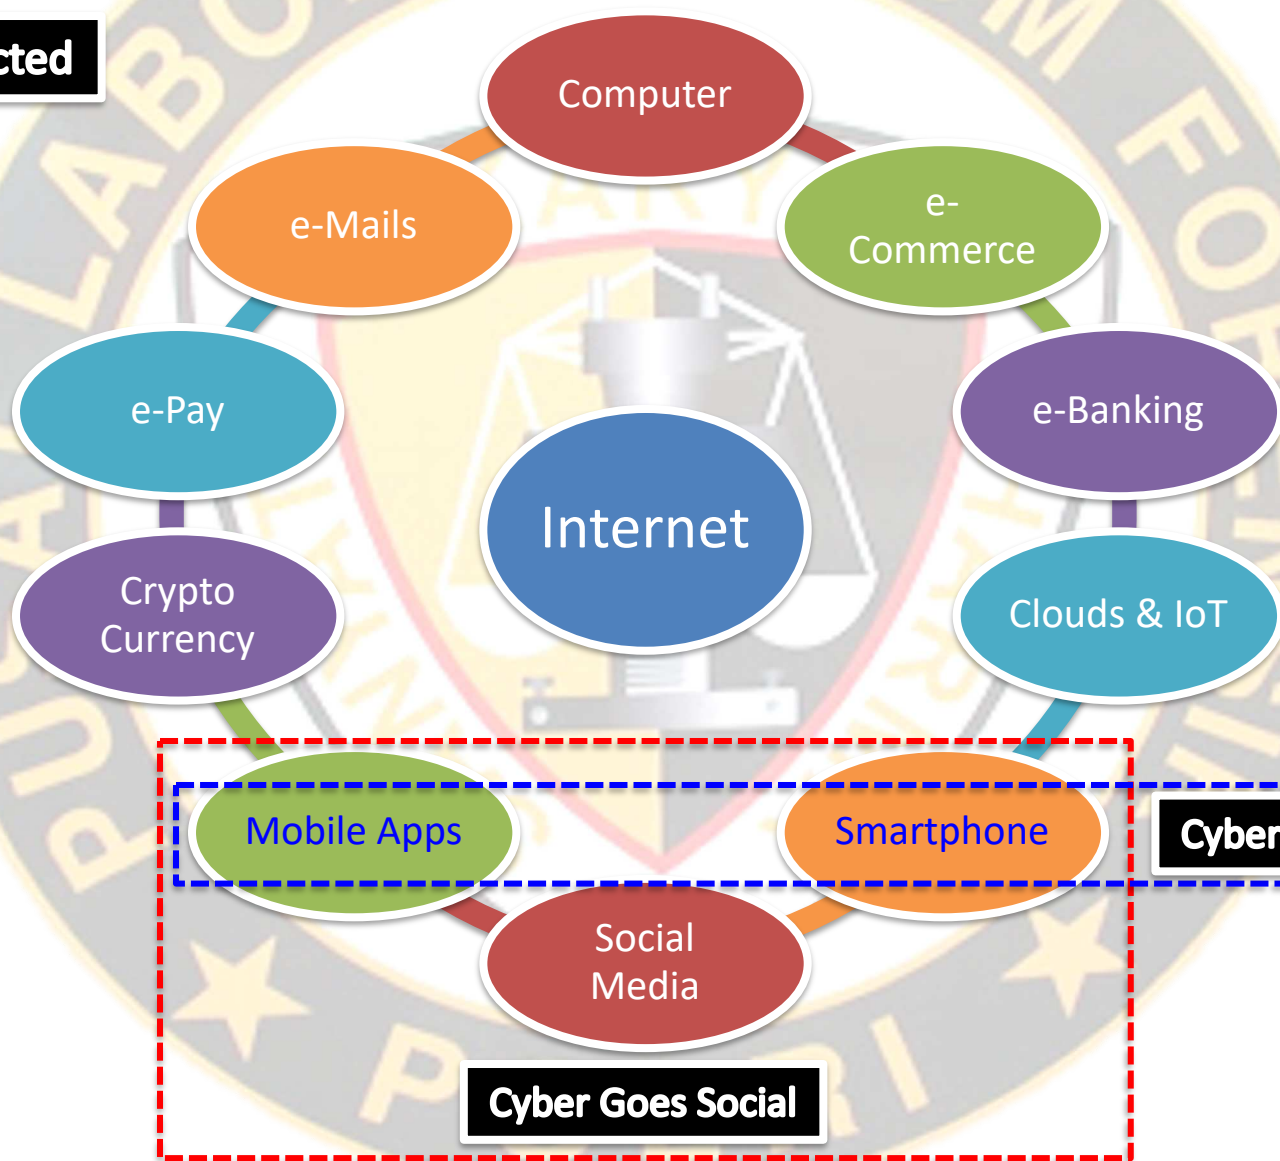 cted
Computer
e-Mails
e-
Commerce
e-Pay
e-Banking
Internet
Crypto
Currency
Clouds & IoT
Mobile Apps
Smartphone
Cyber
Social
Media
Cyber Goes Social